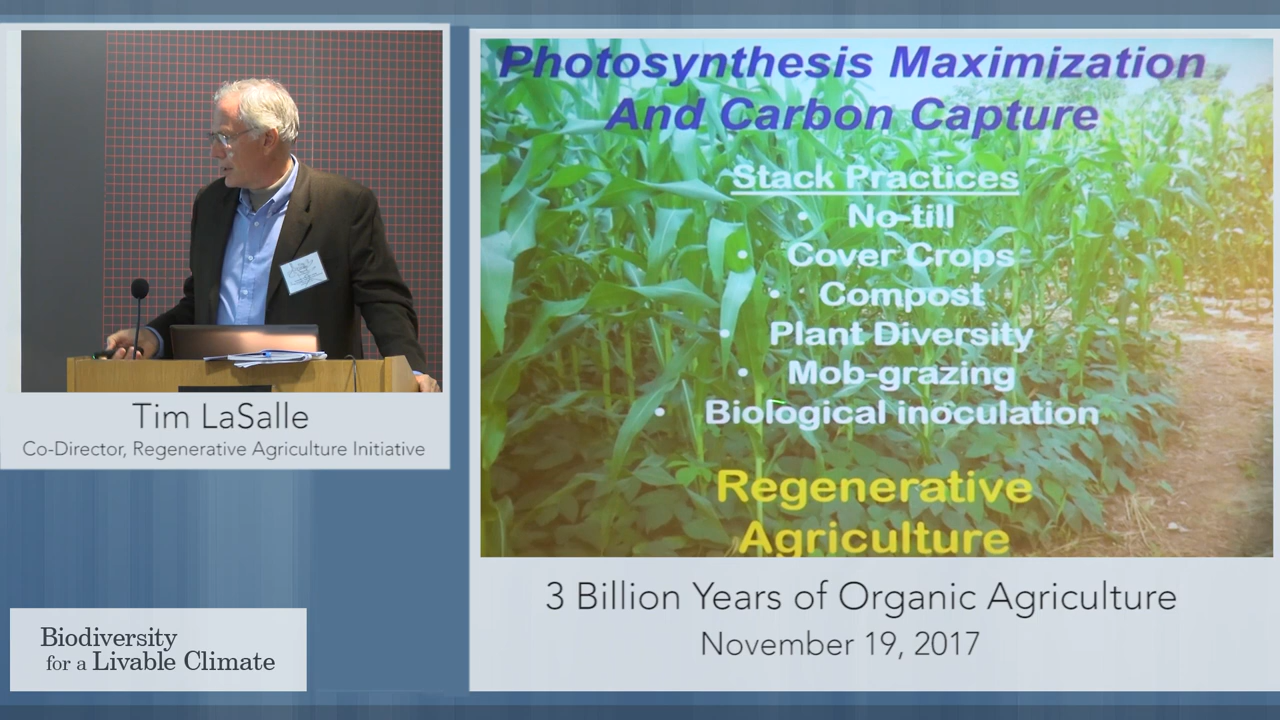 Tim LaSalle
Co-Director, Regenerative Agriculture Initiative
Photosynthesis Maximization
And Carbon Capture
Stack Practices
• No-till
• Cover Crops
• Compost
• Plant Diversity
• Mob-grazing
• Biological inoculation
Regenerative
Agriculture
3 Billion Years of Organic Agriculture
November 19, 2017
Biodiversity
for a Livable Climate